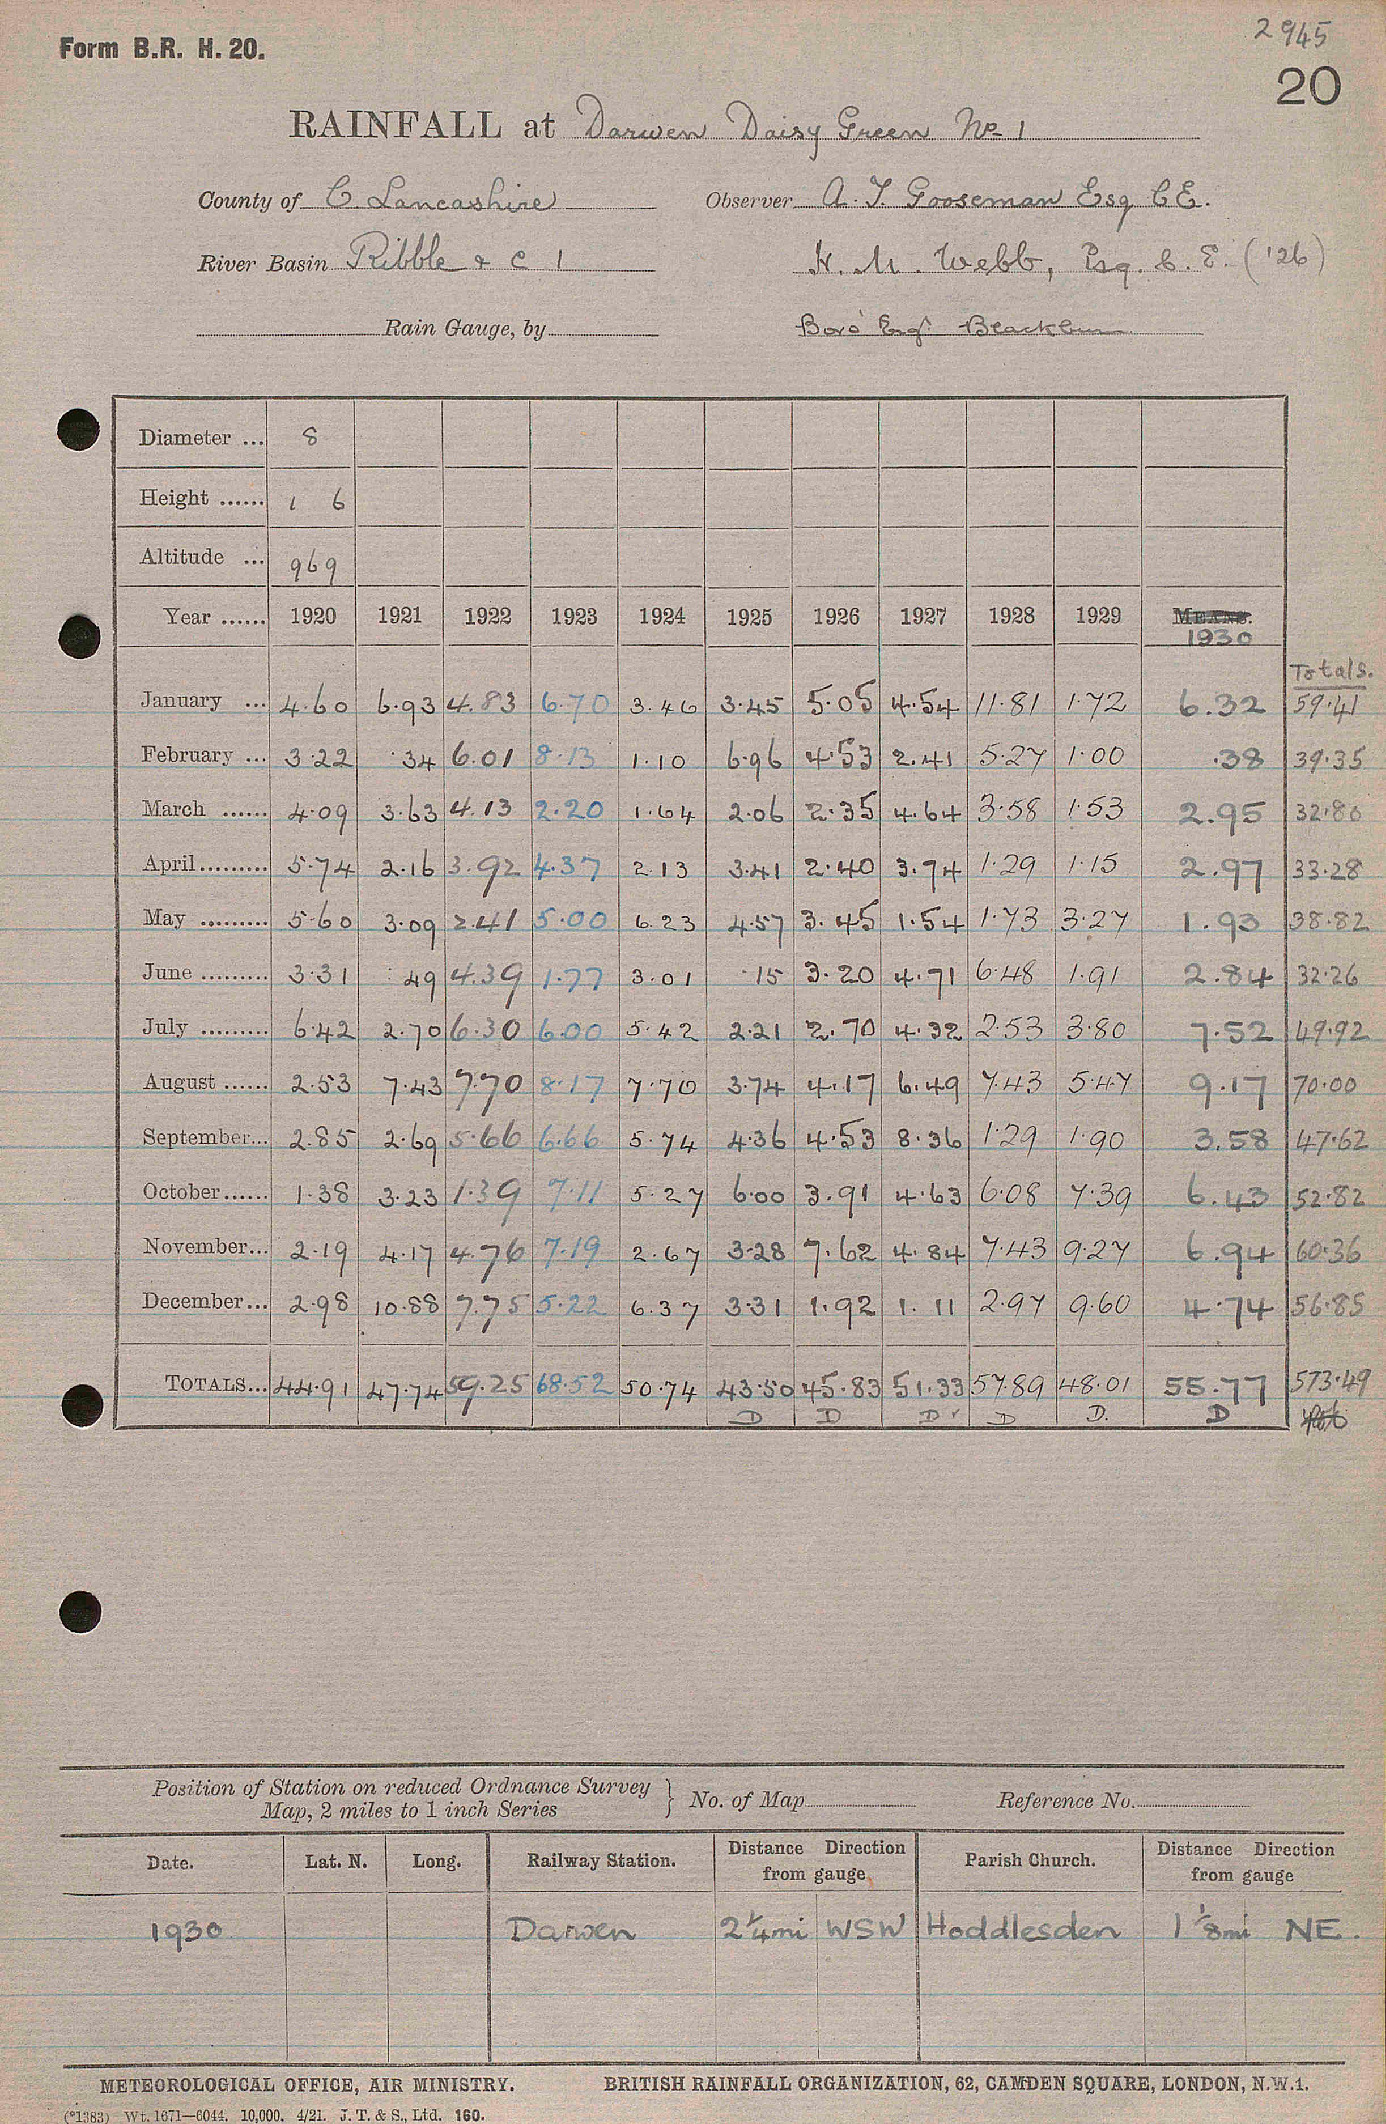 2945
Form B.R. H. 20.
20
RAINFALL at Darwen Daisy Green No 1
County of C. Lancashire Observer A. T. Gooseman Esq C E.
River Basin Ribble & C 1 H. M. Webb, Esq. C. E. ('26)
Rain Gauge, by Boro' Engr Blackburn
Diameter ... 8
Height ...... 1 6
Altitude ... 969
Year ...... 1920 1921 1922 1923 1924 1925 1926 1927 1928 1929 MEANS.
1930
Totals.
January ... 4.60 6.93 4.83 6.70 3.46 3.45 5.05 4.54 11.81 1.72 6.32 59.41
February ... 3.22 .34 6.01 8.13 1.10 6.96 4.53 2.41 5.27 1.00 .38 39.35
March ...... 4.09 3.63 4.13 2.20 1.64 2.06 2.35 4.64 3.58 1.53 2.95 32.80
April ......... 5.74 2.16 3.92 4.37 2.13 3.41 2.40 3.74 1.29 1.15 2.97 33.28
May ......... 5.60 3.09 2.41 5.00 6.23 4.57 3.45 1.54 1.73 3.27 1.93 38.82
June ......... 3.31 .49 4.39 1.77 3.01 .15 3.20 4.71 6.48 1.91 2.84 32.26
July ......... 6.42 2.70 6.30 6.00 5.42 2.21 2.70 4.32 2.53 3.80 7.52 49.92
August ...... 2.53 7.43 7.70 8.17 7.70 3.74 4.17 6.49 7.43 5.47 9.17 70.00
September... 2.85 2.69 5.66 6.66 5.74 4.36 4.53 8.36 1.29 1.90 3.58 47.62
October...... 1.38 3.23 1.39 7.11 5.27 6.00 3.91 4.63 6.08 7.39 6.43 52.82
November... 2.19 4.17 4.76 7.19 2.67 3.28 7.62 4.84 7.43 9.27 6.94 60.36
December... 2.98 10.88 7.75 5.22 6.37 3.31 1.92 1.11 2.97 9.60 4.74 56.85
TOTALS... 44.91 47.74 59.25 68.52 50.74 43.50 45.83 51.33 57.89 48.01 55.77 573.49
D D D D D. D
Position of Station on reduced Ordnance Survey
Map, 2 miles to 1 inch Series } No. of Map Reference No.
Date. Lat. N. Long. Railway Station. Distance Direction from gauge Parish Church. Distance Direction from gauge
1930 Darwen 2¼mi WSW Hoddlesden 1⅛mi NE.
METEOROLOGICAL OFFICE, AIR MINISTRY. BRITISH RAINFALL ORGANIZATION, 62, CAMDEN SQUARE, LONDON, N.W.1.
(*1383) Wt. 1671—6044. 10,000. 4/21. J. T. & S., Ltd. 160.